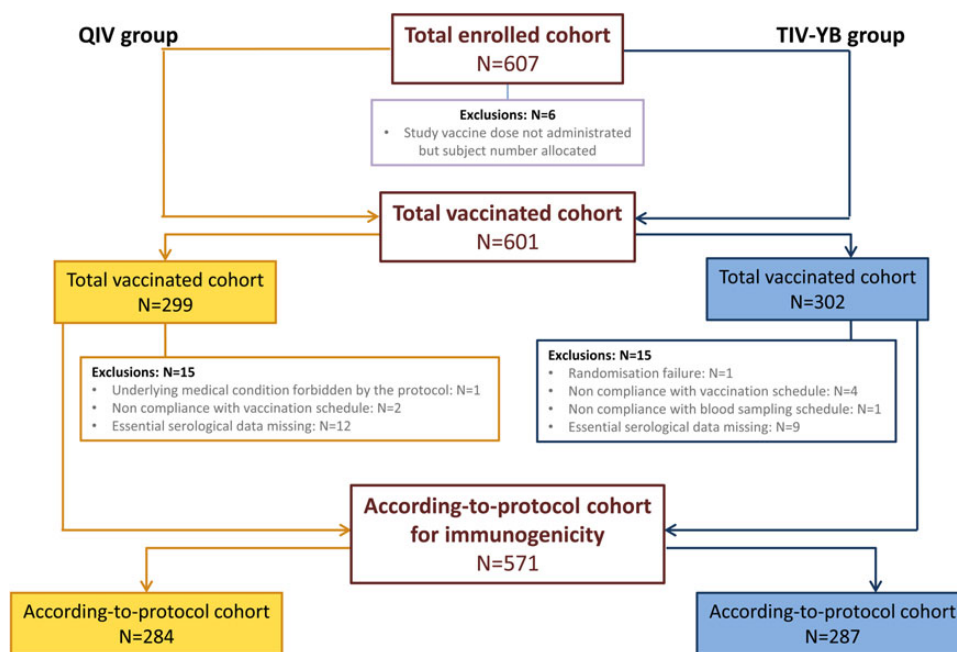 QIV group
Total enrolled cohort
N=607
TIV-YB group
Exclusions: N=6
• Study vaccine dose not administrated
but subject number allocated
Total vaccinated cohort
N=601
Total vaccinated cohort
N=299
Total vaccinated cohort
N=302
Exclusions: N=15
• Underlying medical condition forbidden by the protocol: N=1
• Non compliance with vaccination schedule: N=2
• Essential serological data missing: N=12
Exclusions: N=15
• Randomisation failure: N=1
• Non compliance with vaccination schedule: N=4
• Non compliance with blood sampling schedule: N=1
• Essential serological data missing: N=9
According-to-protocol cohort
for immunogenicity
N=571
According-to-protocol cohort
N=284
According-to-protocol cohort
N=287